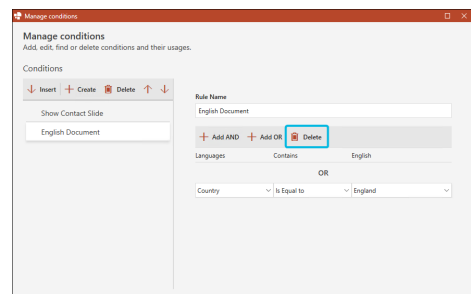 Manage conditions
Manage conditions
Add, edit, find or delete conditions and their usages.
Conditions
Insert Create Delete
Show Contact Slide
English Document
Rule Name
English Document
Add AND Add OR Delete
Languages Contains English
OR
Country Is Equal to England